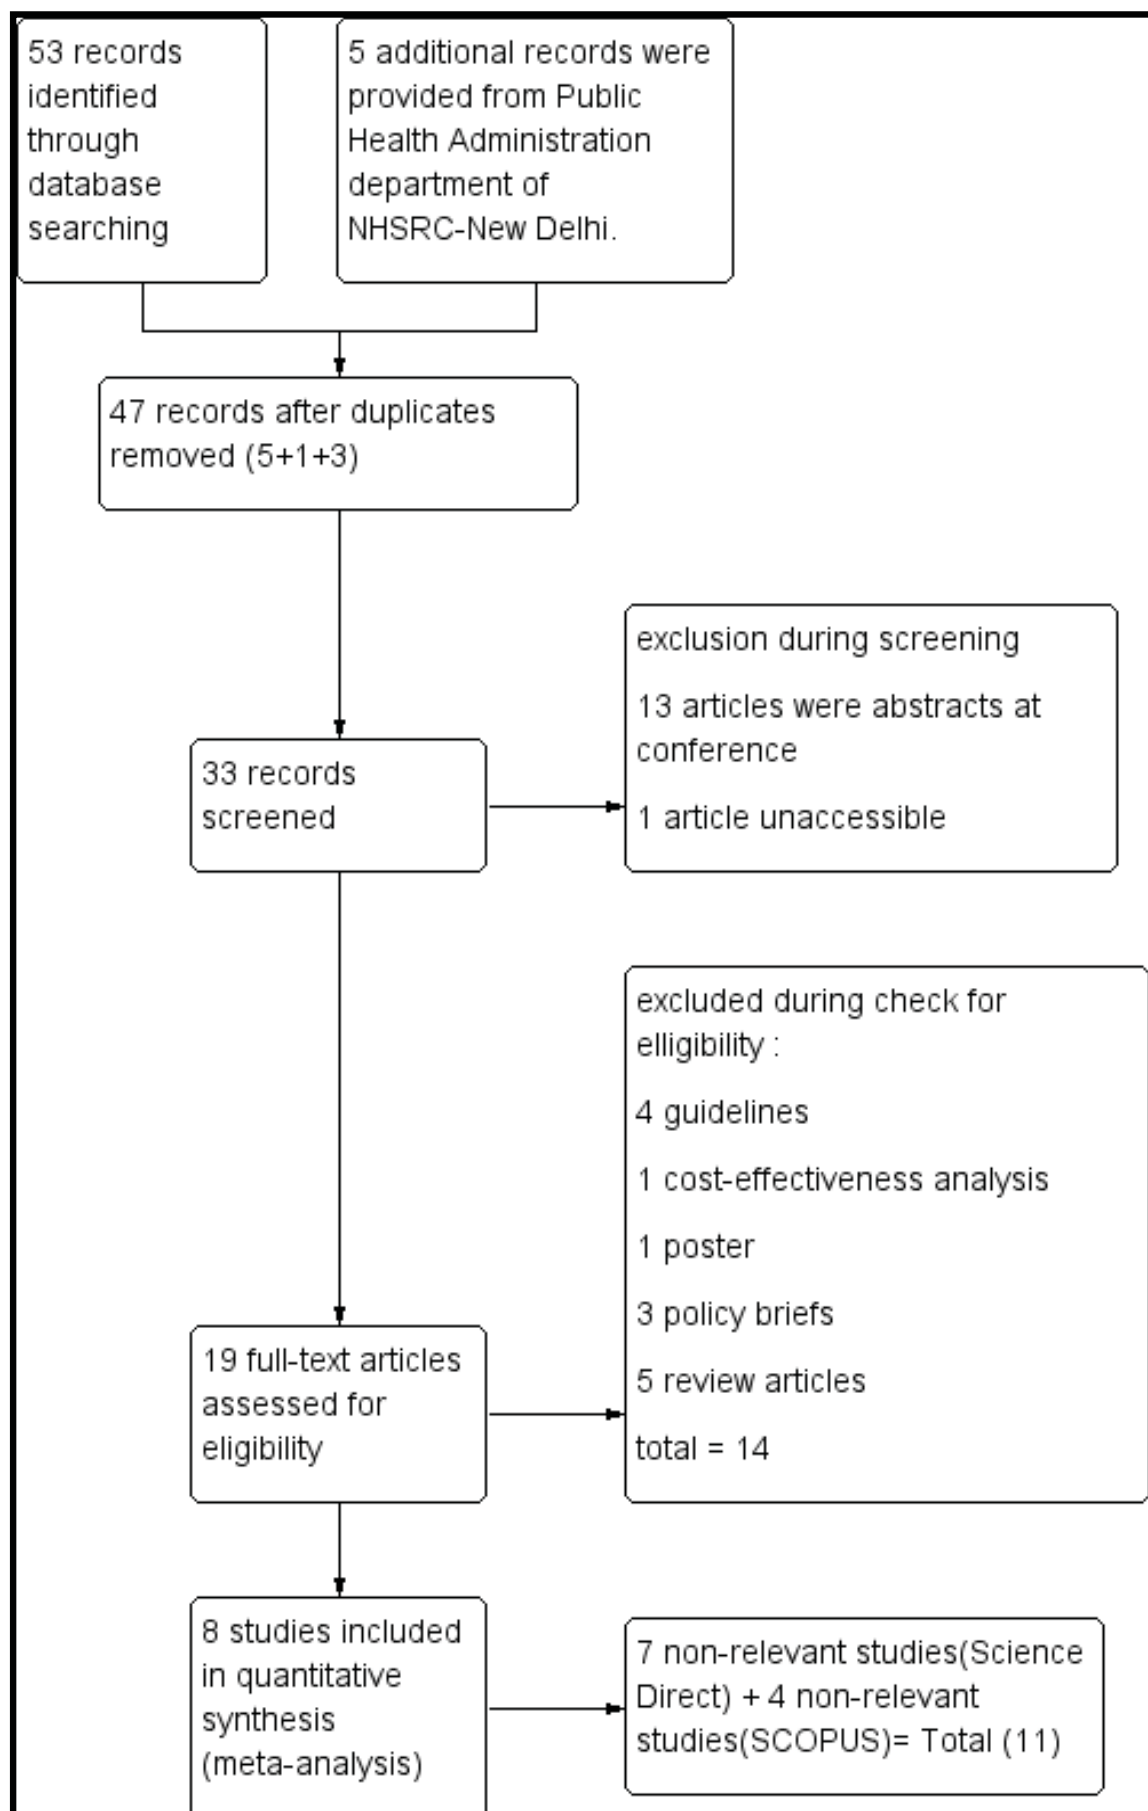 53 records
identified
through
database
searching
5 additional records were
provided from Public
Health Administration
department of
NHSRC-New Delhi.
47 records after duplicates
removed (5+1+3)
33 records
screened
exclusion during screening
13 articles were abstracts at
conference
1 article unaccessible
19 full-text articles
assessed for
eligibility
excluded during check for
elligibility :
4 guidelines
1 cost-effectiveness analysis
1 poster
3 policy briefs
5 review articles
total = 14
8 studies included
in quantitative
synthesis
(meta-analysis)
7 non-relevant studies(Science
Direct) + 4 non-relevant
studies(SCOPUS)= Total (11)